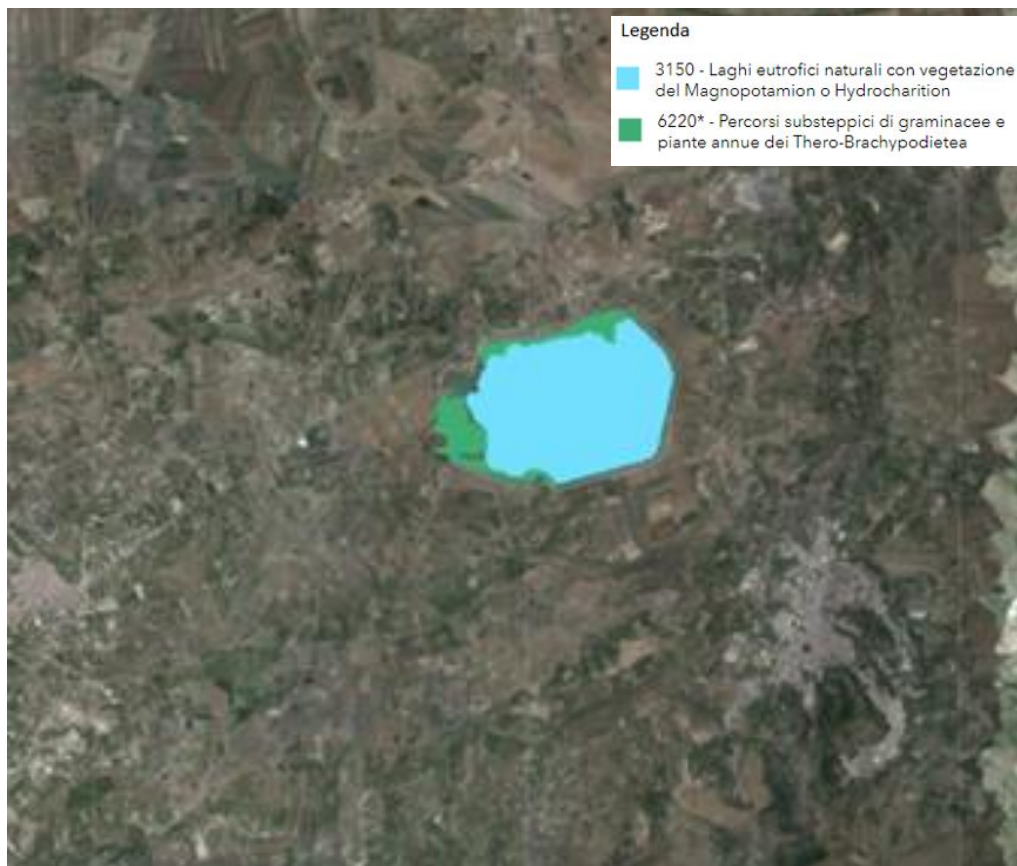 Legenda
3150 - Laghi eutrofici naturali con vegetazione
del Magnopotamion o Hydrocharition
6220* - Percorsi substeppici di graminacee e
piante annue dei Thero-Brachypodietea